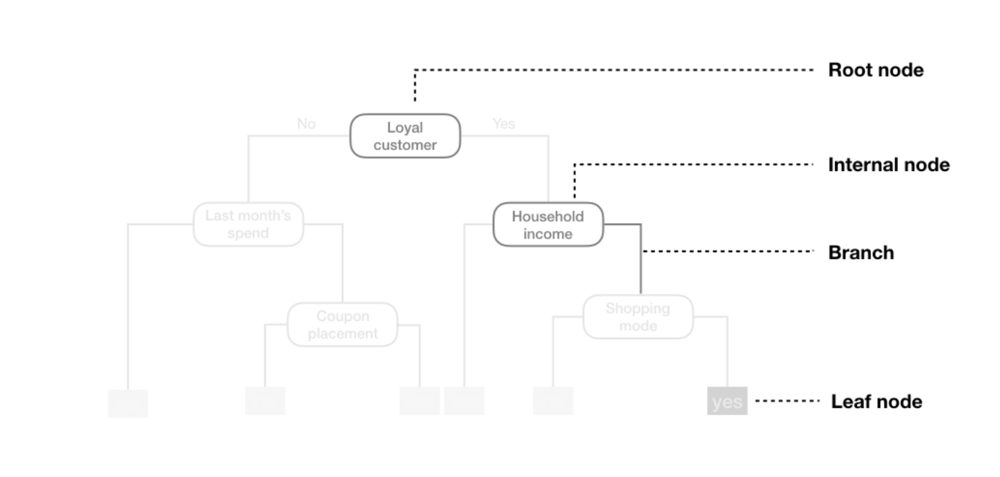 Root node
No
Loyal
customer
Yes
Internal node
Last month's
spend
Household
income
Branch
Coupon
placement
Shopping
mode
yes
Leaf node